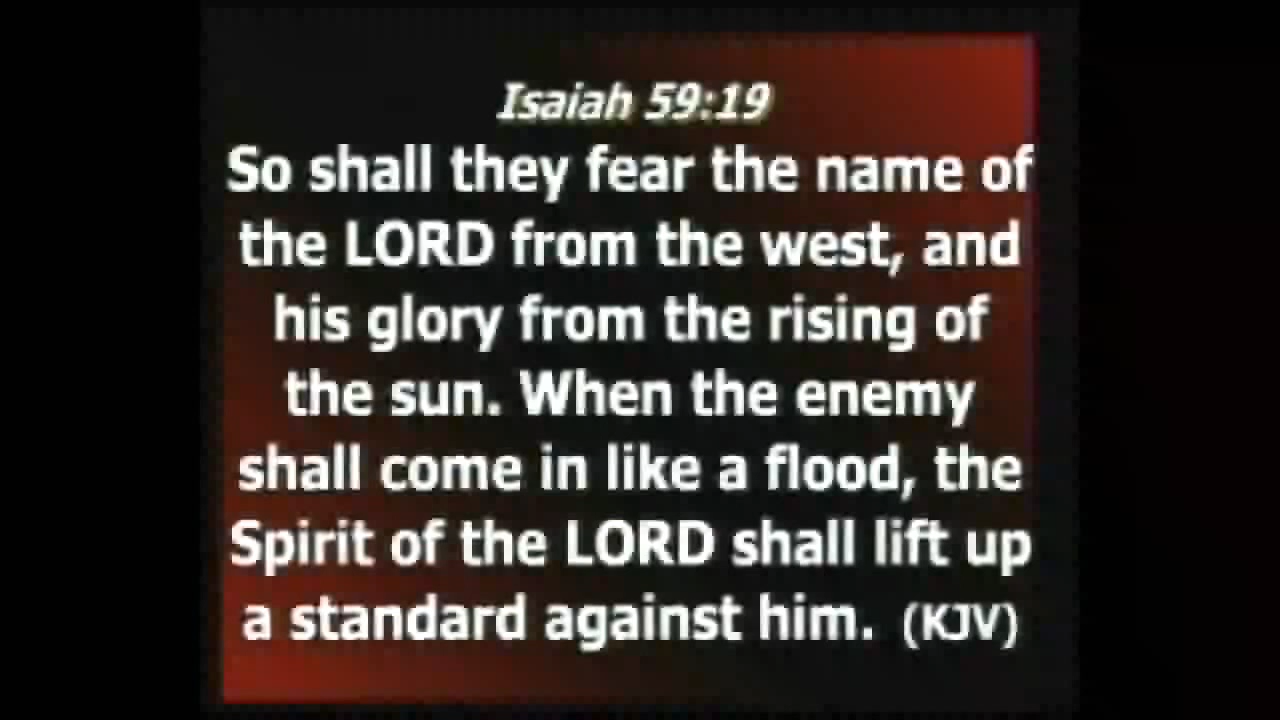 Isaiah 59:19
So shall they fear the name of
the LORD from the west, and
his glory from the rising of
the sun. When the enemy
shall come in like a flood, the
Spirit of the LORD shall lift up
a standard against him. (KJV)